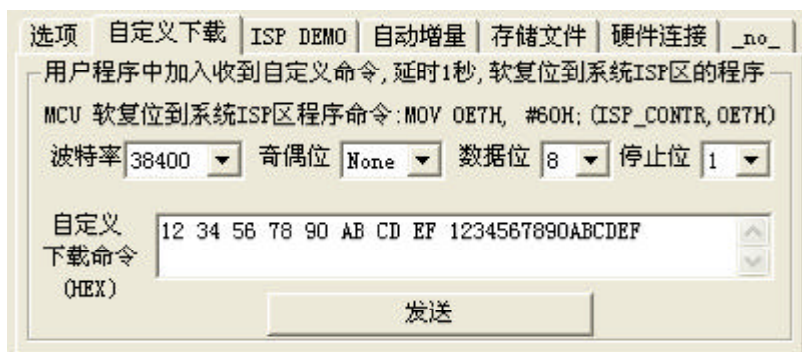 选项 自定义下载 ISP DEMO 自动增量 存储文件 硬件连接 _no_
用户程序中加入收到自定义命令,延时1秒,软复位到系统ISP区的程序
MCU 软复位到系统ISP区程序命令:MOV 0E7H, #60H; (ISP_CONTR,0E7H)
波特率 38400 奇偶位 None 数据位 8 停止位 1
自定义
下载命令
(HEX)
12 34 56 78 90 AB CD EF 1234567890ABCDEF
发送